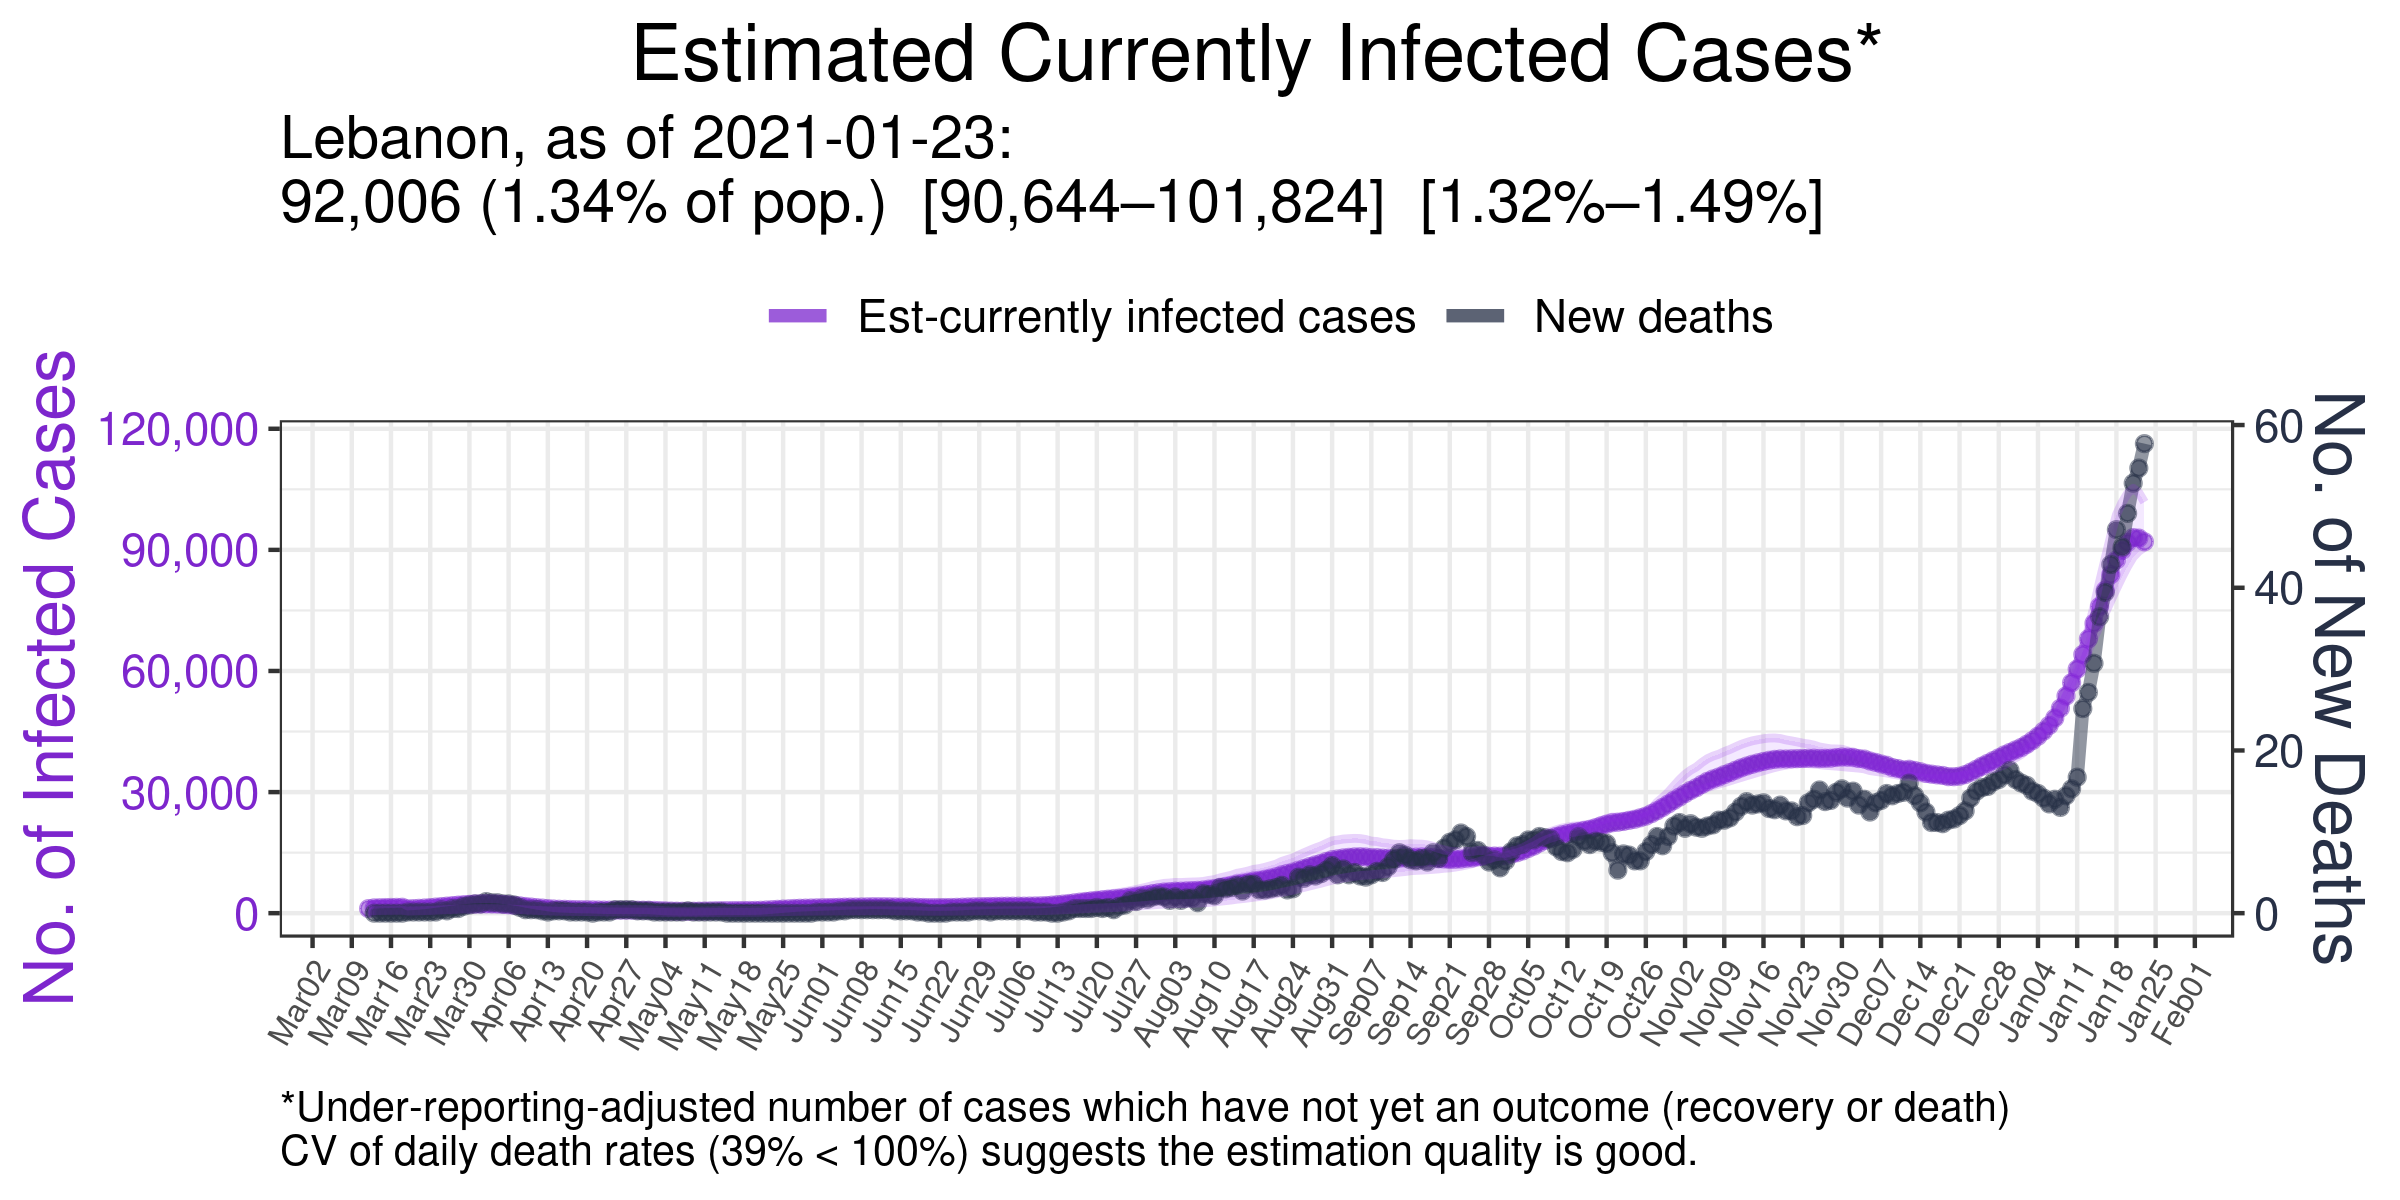 Estimated Currently Infected Cases*
Lebanon, as of 2021-01-23:
92,006 (1.34% of pop.) [90,644–101,824] [1.32%–1.49%]
Est-currently infected cases
New deaths
No. of Infected Cases
120,000
90,000
60,000
30,000
0
60
40
20
0
No. of New Deaths
Mar02
Mar09
Mar16
Mar23
Mar30
Apr06
Apr13
Apr20
Apr27
May04
May11
May18
May25
Jun01
Jun08
Jun15
Jun22
Jun29
Jul06
Jul13
Jul20
Jul27
Aug03
Aug10
Aug17
Aug24
Aug31
Sep07
Sep14
Sep21
Sep28
Oct05
Oct12
Oct19
Oct26
Nov02
Nov09
Nov16
Nov23
Nov30
Dec07
Dec14
Dec21
Dec28
Jan04
Jan11
Jan18
Jan25
Feb01
*Under-reporting-adjusted number of cases which have not yet an outcome (recovery or death)
CV of daily death rates (39% < 100%) suggests the estimation quality is good.